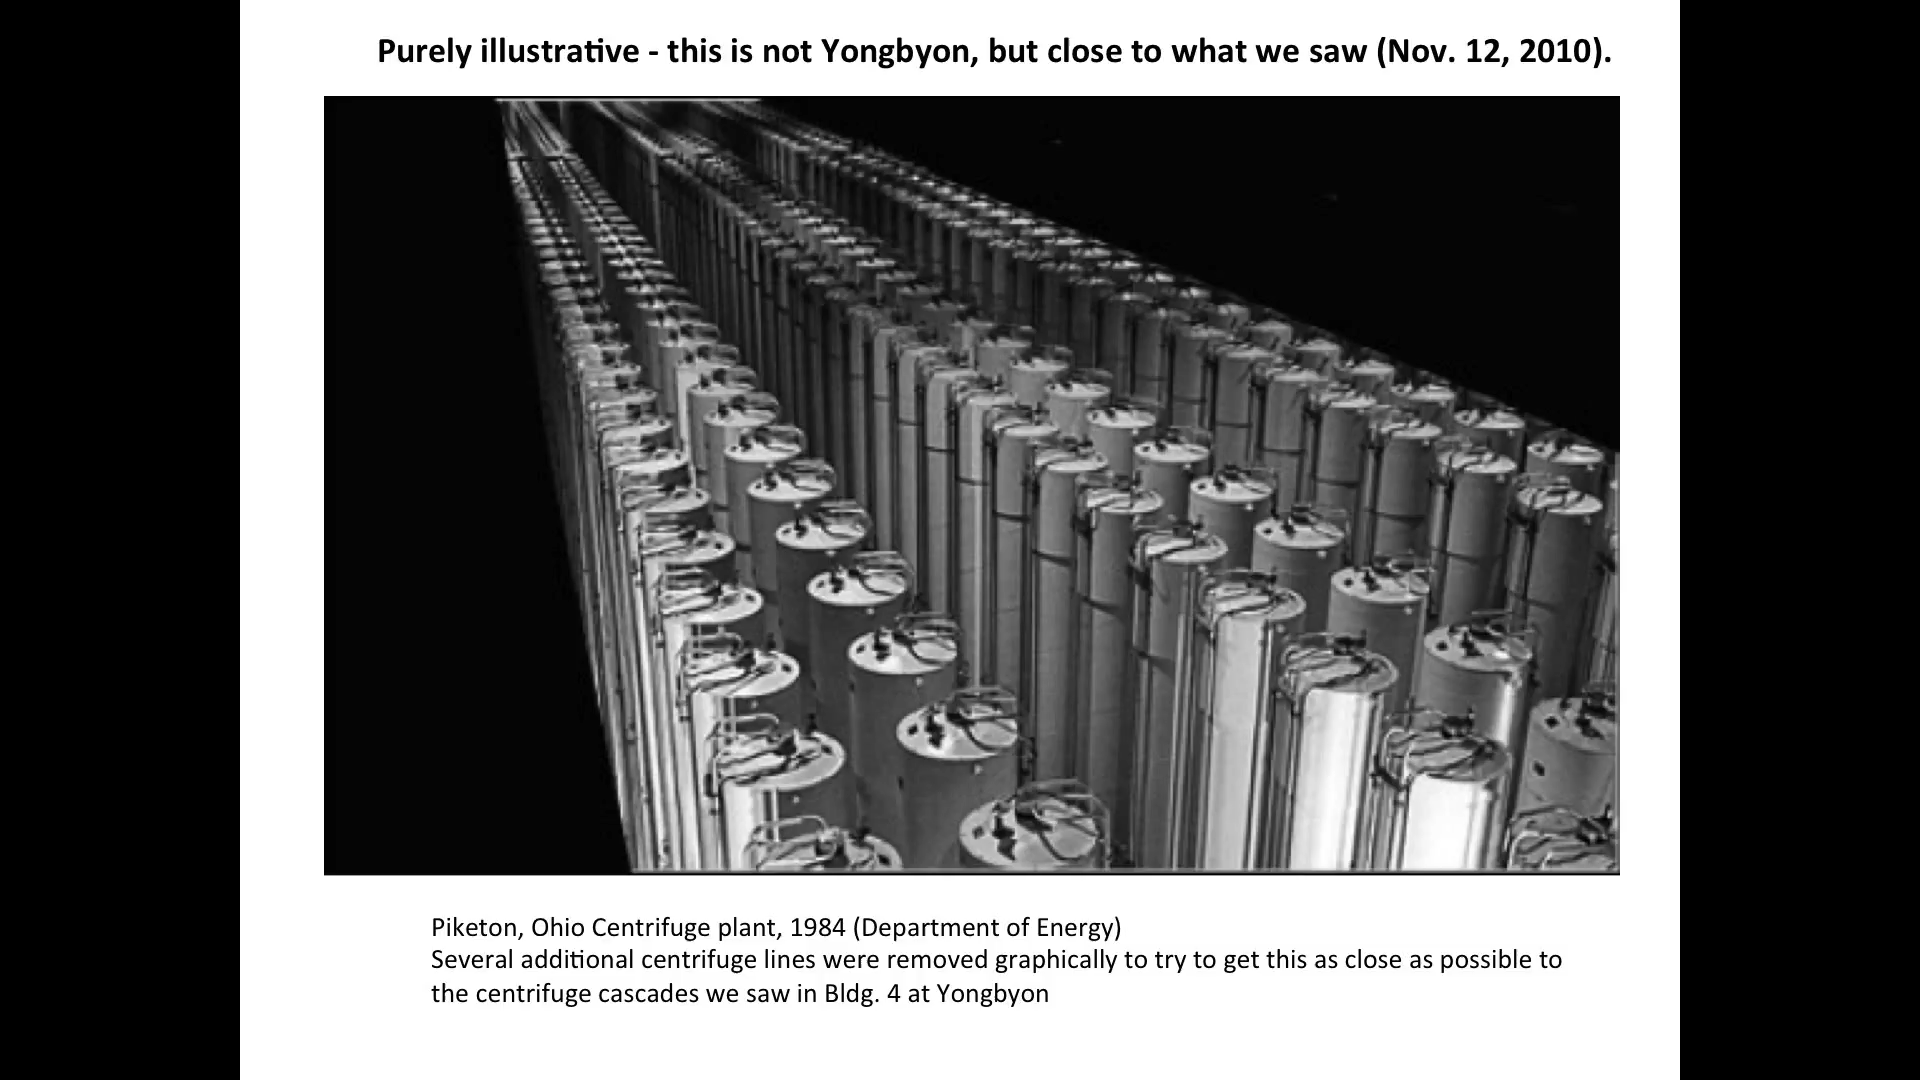 Purely illustrative - this is not Yongbyon, but close to what we saw (Nov. 12, 2010).
Piketon, Ohio Centrifuge plant, 1984 (Department of Energy)
Several additional centrifuge lines were removed graphically to try to get this as close as possible to
the centrifuge cascades we saw in Bldg. 4 at Yongbyon